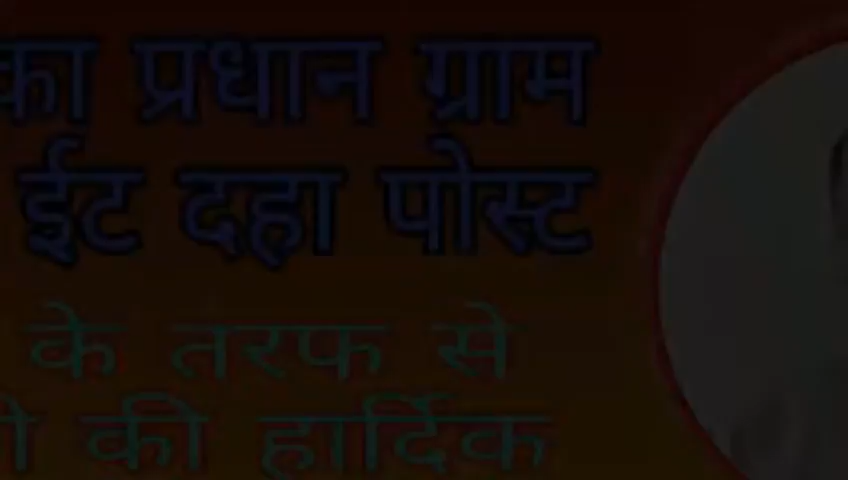 का प्रधान ग्राम
ईट दहा पोस्ट
के तरफ से
की हार्दिक